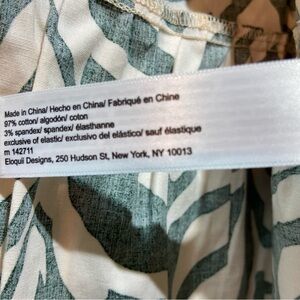 Made in China/ Hecho en China/ Fabriqué en Chine
97% cotton/ algodón/ coton
3% spandex/ spandex/ élasthanne
exclusive of elastic/ exclusivo del elástico/ sauf élastique
m 142711
Eloquii Designs, 250 Hudson St, New York, NY 10013